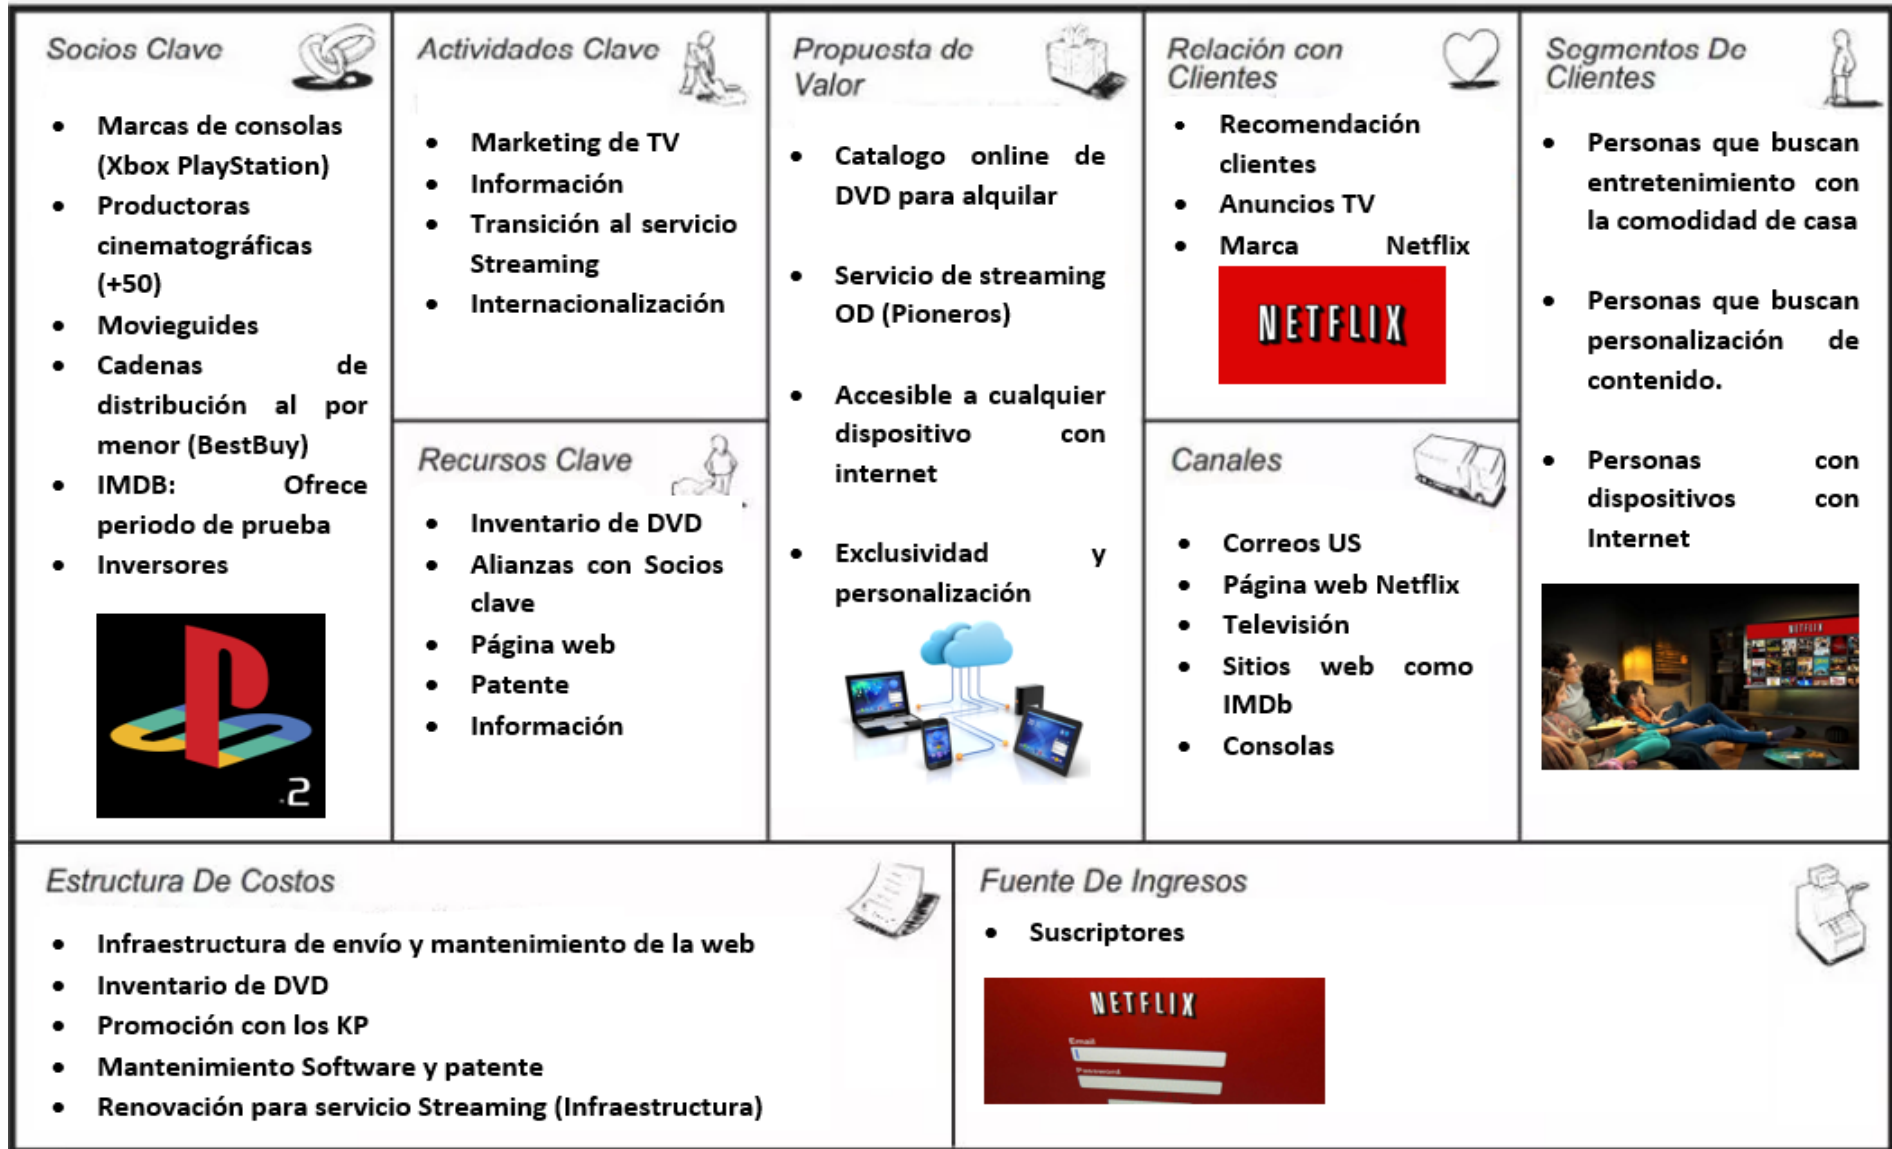 Socios Clave
Marcas de consolas
(Xbox PlayStation)
Productoras
cinematográficas
(+50)
Movieguides
Cadenas de
distribución al por
menor (BestBuy)
IMDB: Ofrece
periodo de prueba
Inversores
.2
Actividades Clave
Marketing de TV
Información
Transición al servicio
Streaming
Internacionalización
Recursos Clave
Inventario de DVD
Alianzas con Socios
clave
Página web
Patente
Información
Propuesta de
Valor
Catalogo online de
DVD para alquilar
Servicio de streaming
OD (Pioneros)
Accesible a cualquier
dispositivo con
internet
Exclusividad y
personalización
Relación con
Clientes
Recomendación
clientes
Anuncios TV
Marca Netflix
NETFLIX
Canales
Correos US
Página web Netflix
Televisión
Sitios web como
IMDb
Consolas
Segmentos De
Clientes
Personas que buscan
entretenimiento con
la comodidad de casa
Personas que buscan
personalización de
contenido.
Personas con
dispositivos con
Internet
NETFLIX
Estructura De Costos
Infraestructura de envío y mantenimiento de la web
Inventario de DVD
Promoción con los KP
Mantenimiento Software y patente
Renovación para servicio Streaming (Infraestructura)
Fuente De Ingresos
Suscriptores
NETFLIX
Email
Password